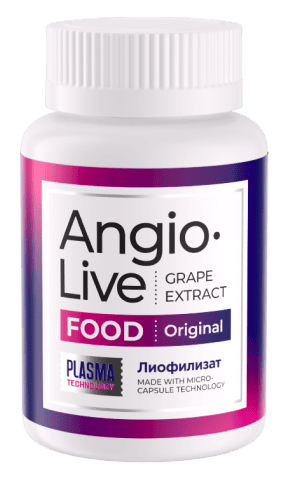 Angio·
Live
GRAPE
EXTRACT
FOOD Original
PLASMA
TECHNOLOGY
Лиофилизат
MADE WITH MICRO-
CAPSULE TECHNOLOGY